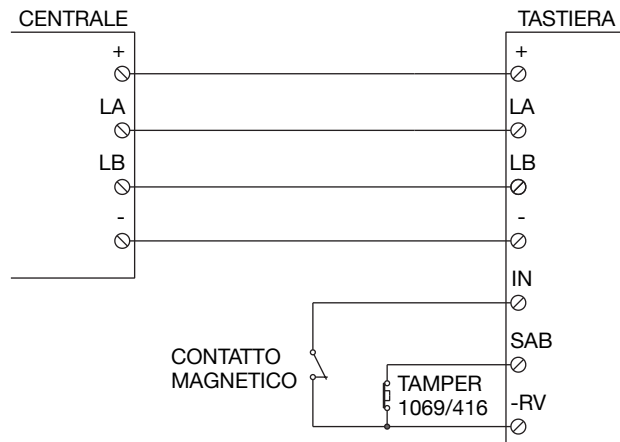 CENTRALE
TASTIERA
+
+
LA
LA
LB
LB
-
-
IN
SAB
CONTATTO
MAGNETICO
TAMPER
1069/416
-RV